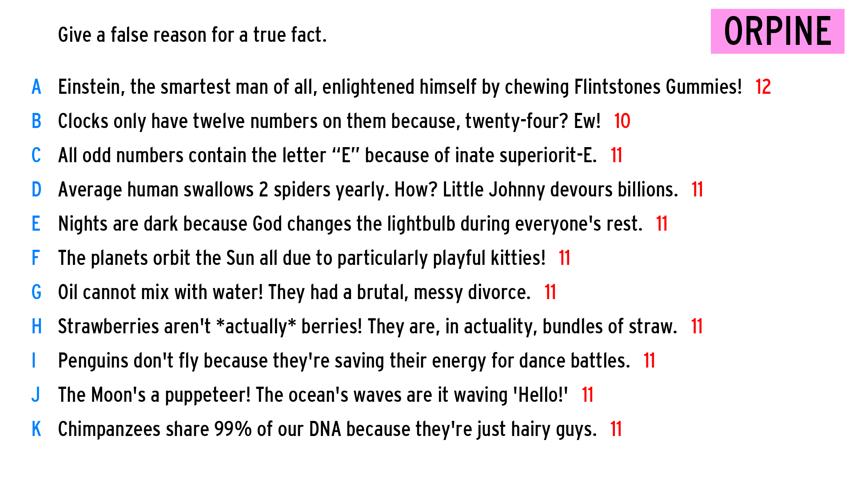 Give a false reason for a true fact.
ORPINE
A Einstein, the smartest man of all, enlightened himself by chewing Flintstones Gummies! 12
B Clocks only have twelve numbers on them because, twenty-four? Ew! 10
C All odd numbers contain the letter “E” because of inate superiorit-E. 11
D Average human swallows 2 spiders yearly. How? Little Johnny devours billions. 11
E Nights are dark because God changes the lightbulb during everyone's rest. 11
F The planets orbit the Sun all due to particularly playful kitties! 11
G Oil cannot mix with water! They had a brutal, messy divorce. 11
H Strawberries aren't *actually* berries! They are, in actuality, bundles of straw. 11
I Penguins don't fly because they're saving their energy for dance battles. 11
J The Moon's a puppeteer! The ocean's waves are it waving 'Hello!' 11
K Chimpanzees share 99% of our DNA because they're just hairy guys. 11